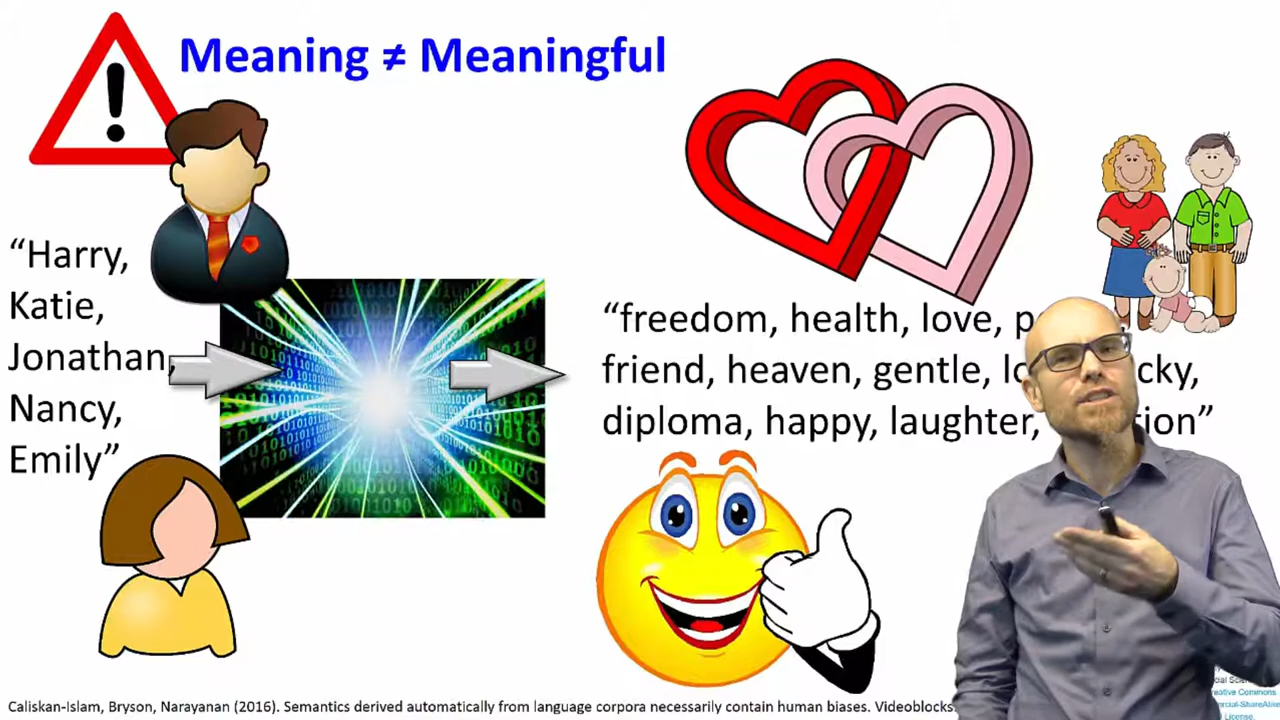 Meaning ≠ Meaningful
“Harry,
Katie,
Jonathan,
Nancy,
Emily”
“freedom, health, love,
friend, heaven, gentle,
diploma, happy, laughter,
Caliskan-Islam, Bryson, Narayanan (2016). Semantics derived automatically from language corpora necessarily contain human biases. Videoblocks.
License.